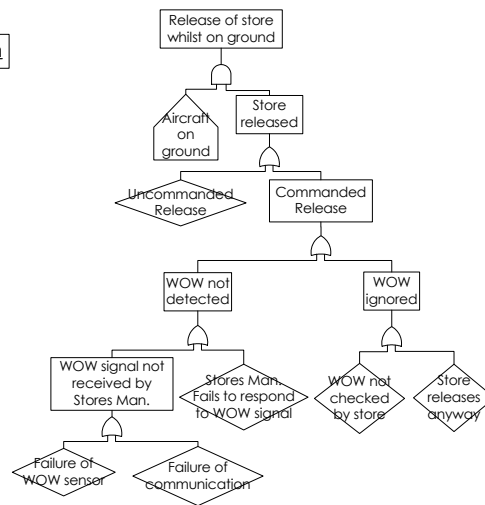 Release of store
whilst on ground
Aircraft
on
ground
Store
released
Uncommanded
Release
Commanded
Release
WOW not
detected
WOW
ignored
WOW signal not
received by
Stores Man.
Stores Man.
Fails to respond
to WOW signal
WOW not
checked
by store
Store
releases
anyway
Failure of
WOW sensor
Failure of
communication